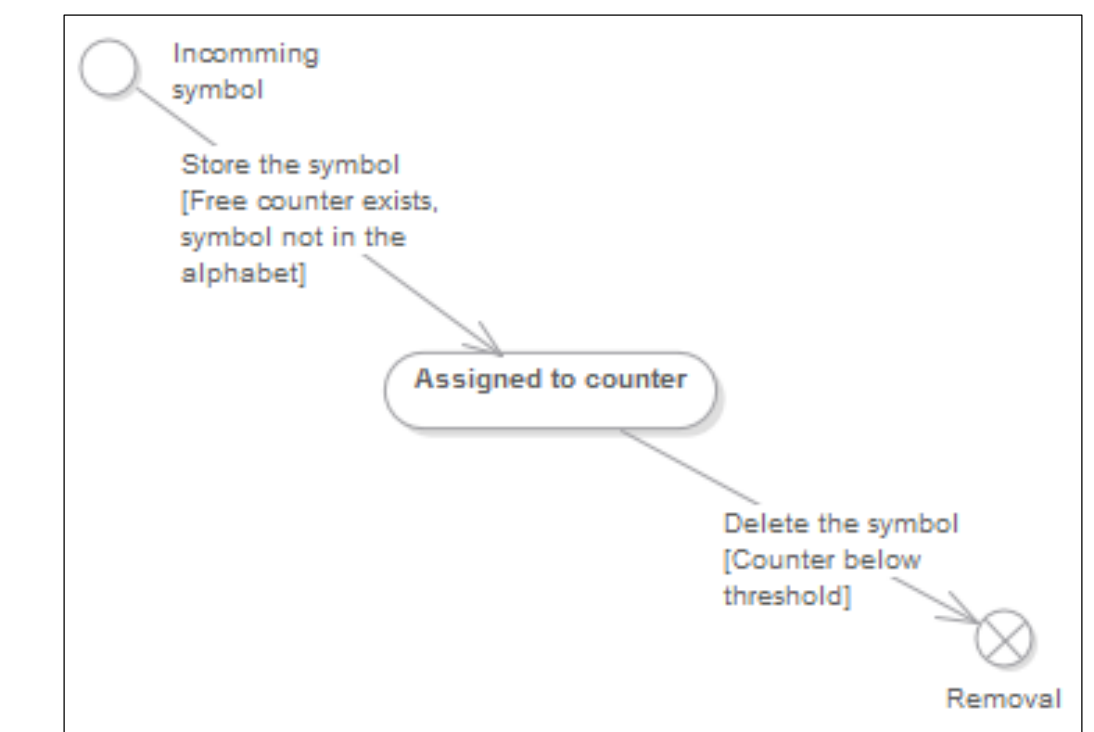 Incomming
symbol
Store the symbol
[Free counter exists,
symbol not in the
alphabet]
Assigned to counter
Delete the symbol
[Counter below
threshold]
Removal